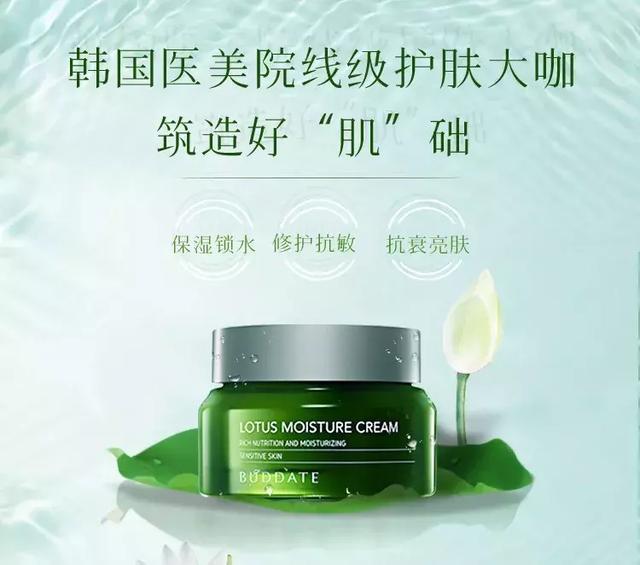 韩国医美院线级护肤大咖
筑造好“肌”础
保湿锁水 修护抗敏 抗衰亮肤
LOTUS MOISTURE CREAM
RICH NUTRITION AND MOISTURIZING
SENSITIVE SKIN
BUDDATE